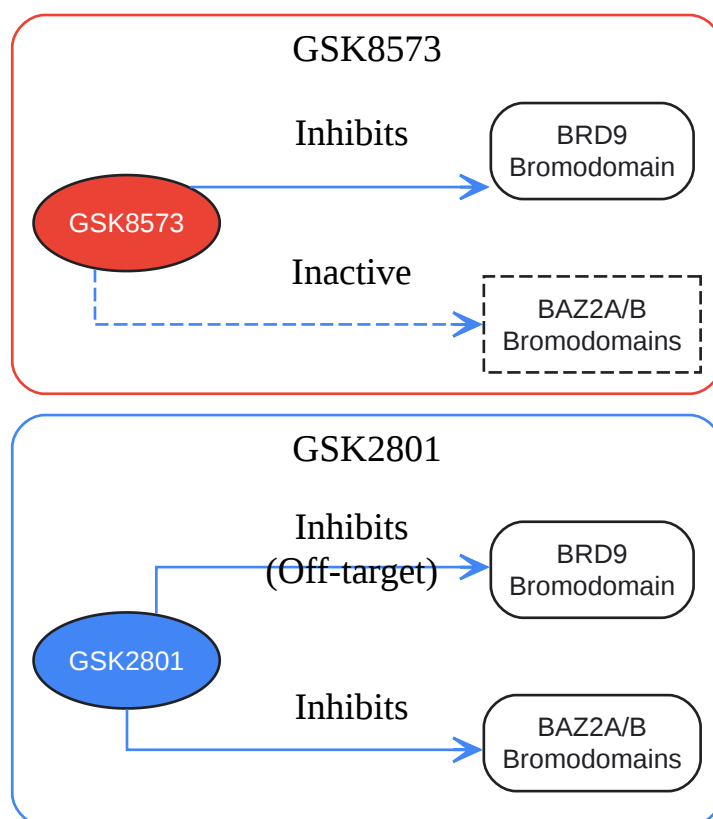 GSK8573
Inhibits
BRD9
Bromodomain
GSK8573
Inactive
BAZ2A/B
Bromodomains
GSK2801
Inhibits
(Off-target)
BRD9
Bromodomain
GSK2801
Inhibits
BAZ2A/B
Bromodomains